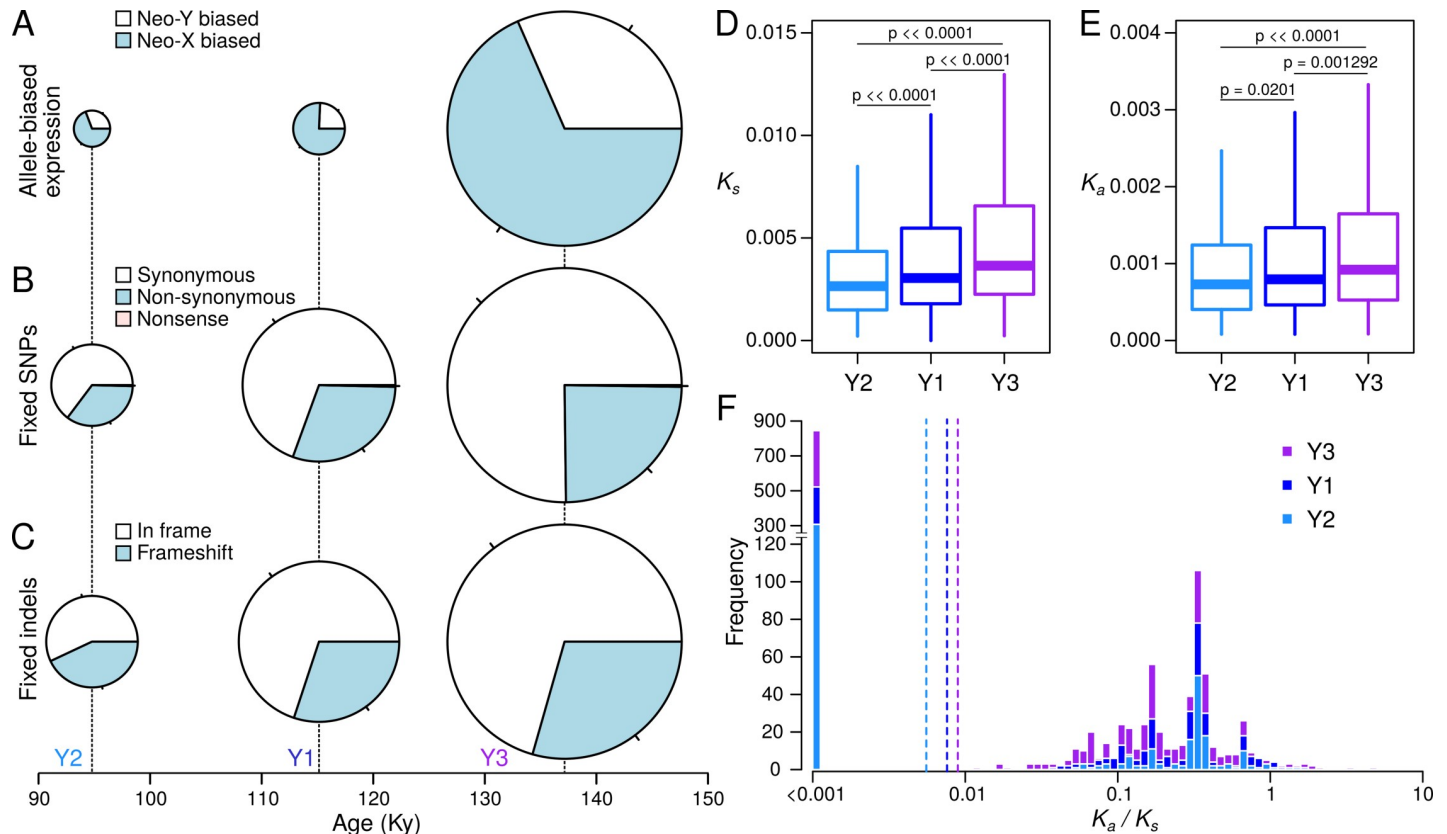 A
Neo-Y biased
Neo-X biased
Allele-biased
expression
B
Synonymous
Non-synonymous
Nonsense
Fixed SNPs
C
In frame
Frameshift
Fixed indels
Y2
Y1
Y3
90
100
110
120
130
140
150
Age (Ky)
D
0.015
0.010
0.005
0.000
Ks
p << 0.0001
p << 0.0001
p << 0.0001
Y2
Y1
Y3
E
0.004
0.003
0.002
0.001
0.000
Ka
p << 0.0001
p = 0.001292
p = 0.0201
Y2
Y1
Y3
F
900
700
500
300
120
100
80
60
40
20
0
Frequency
Y3
Y1
Y2
<0.001
0.01
0.1
1
10
Ka / Ks